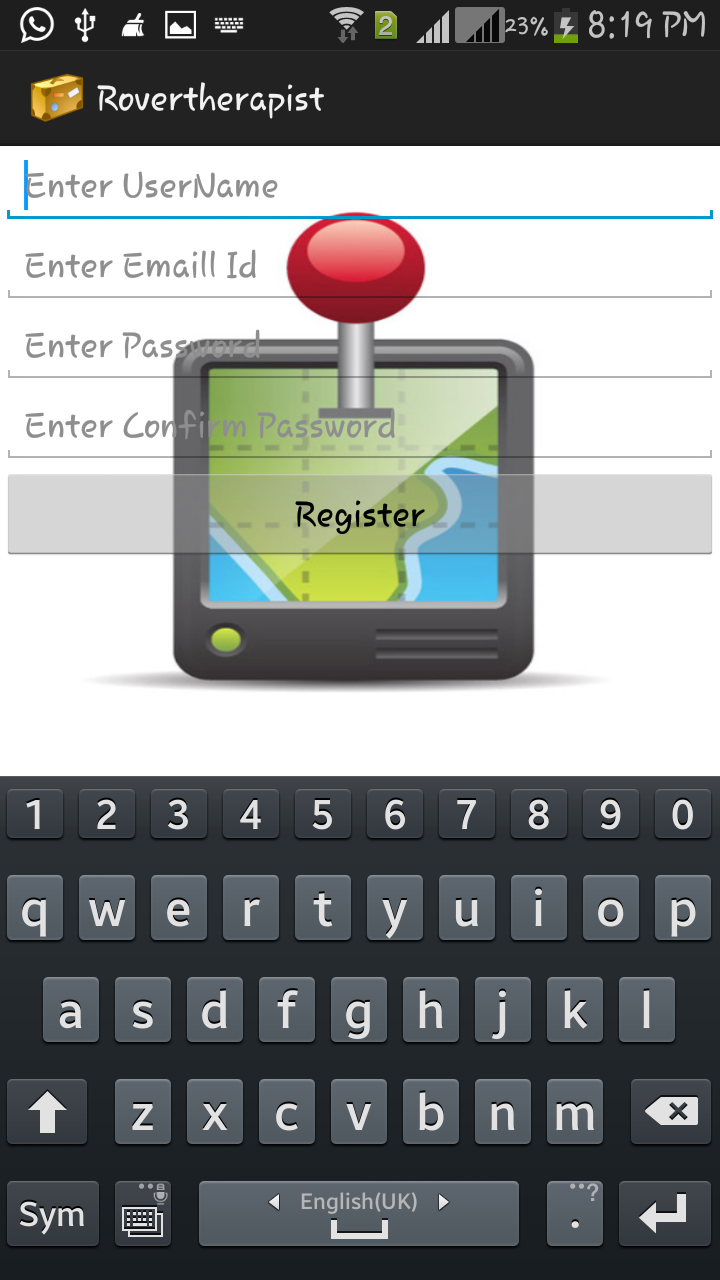 2 23% 8:19 PM
Rovertherapist
Enter UserName
Enter Emaill Id
Enter Password
Enter Confirm Password
Register
1 2 3 4 5 6 7 8 9 0
q w e r t y u i o p
a s d f g h j k l
z x c v b n m
Sym English(UK) . ?